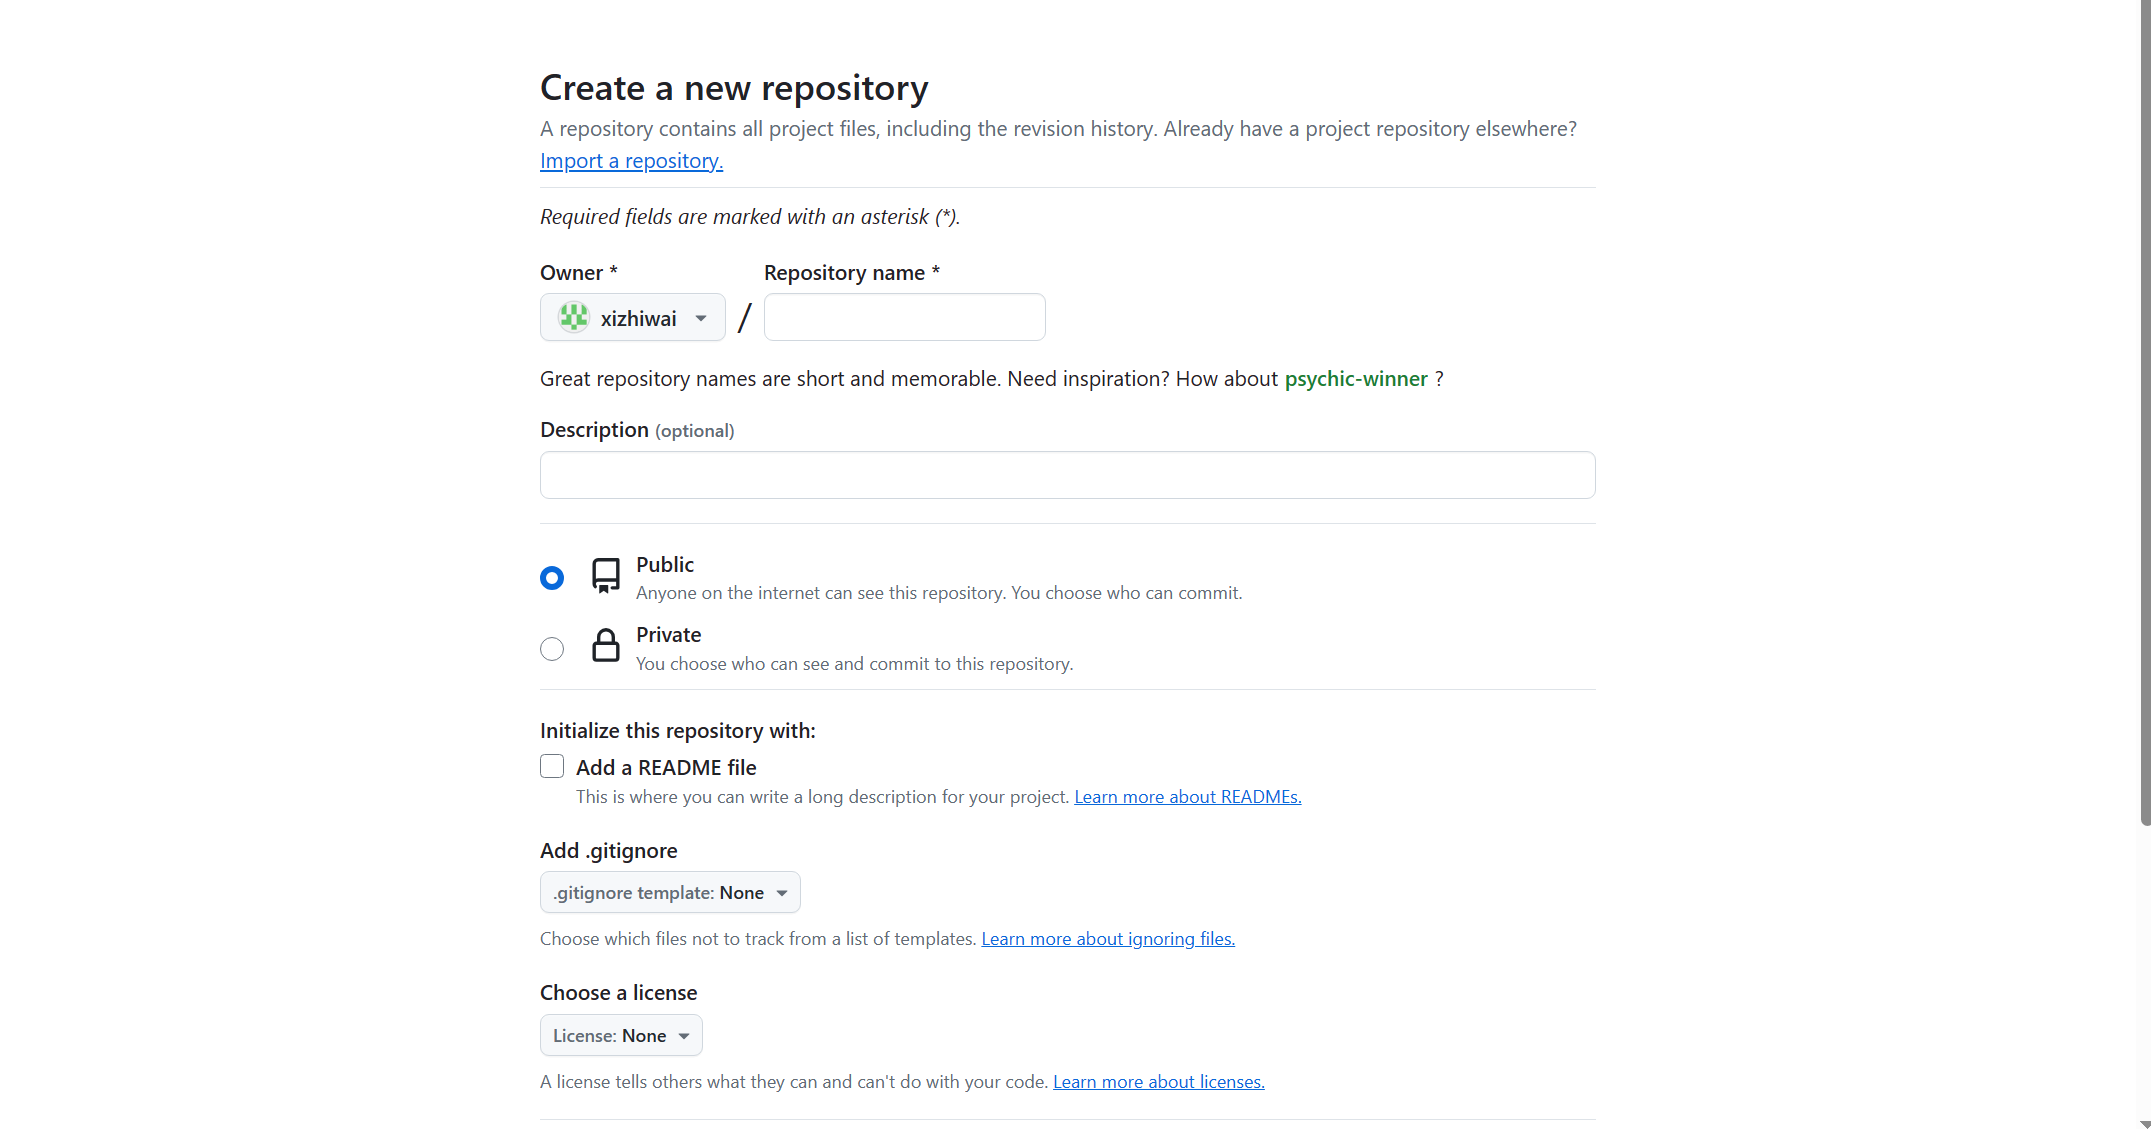 Create a new repository
A repository contains all project files, including the revision history. Already have a project repository elsewhere?
Import a repository.
Required fields are marked with an asterisk (*).
Owner * Repository name *
xizhiwai /
Great repository names are short and memorable. Need inspiration? How about psychic-winner ?
Description (optional)
Public
Anyone on the internet can see this repository. You choose who can commit.
Private
You choose who can see and commit to this repository.
Initialize this repository with:
Add a README file
This is where you can write a long description for your project. Learn more about READMEs.
Add .gitignore
.gitignore template: None
Choose which files not to track from a list of templates. Learn more about ignoring files.
Choose a license
License: None
A license tells others what they can and can't do with your code. Learn more about licenses.